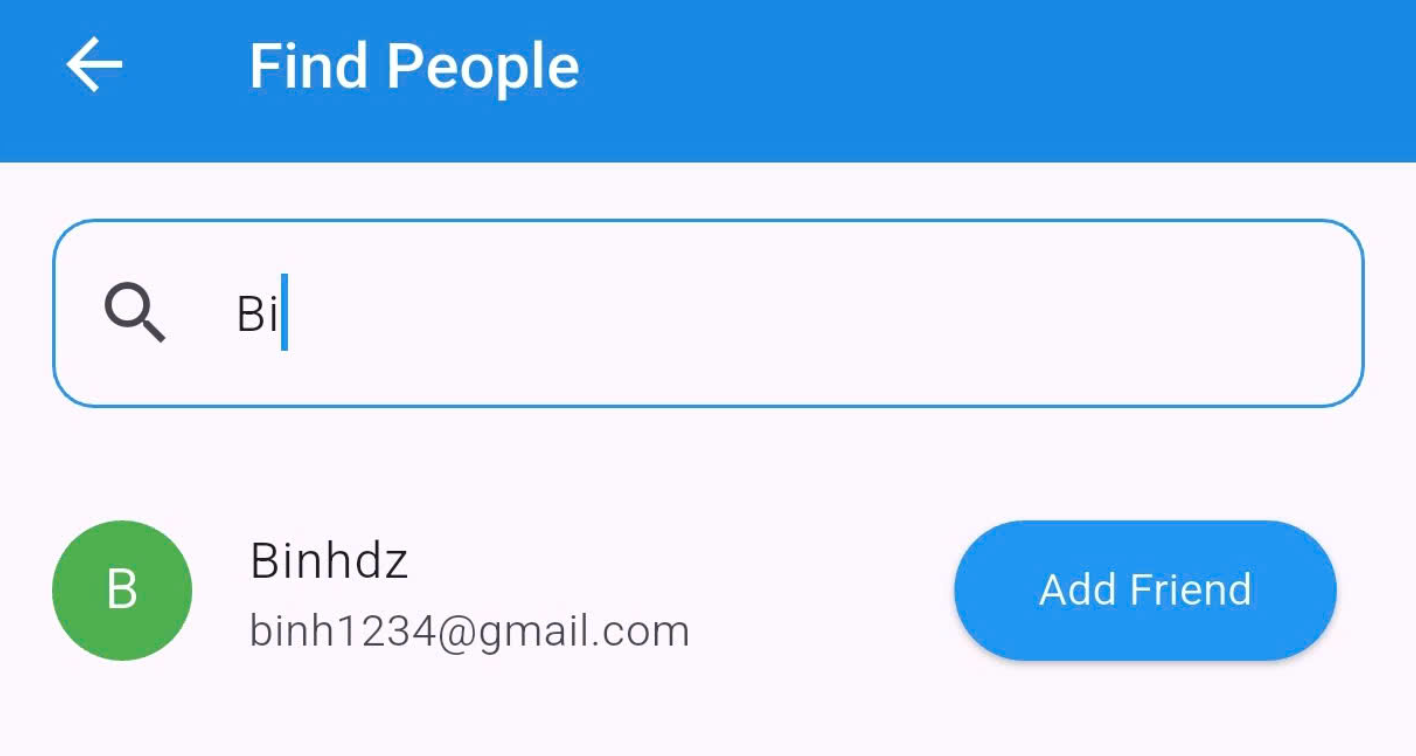 Find People
Bi
B
Binhdz
binh1234@gmail.com
Add Friend